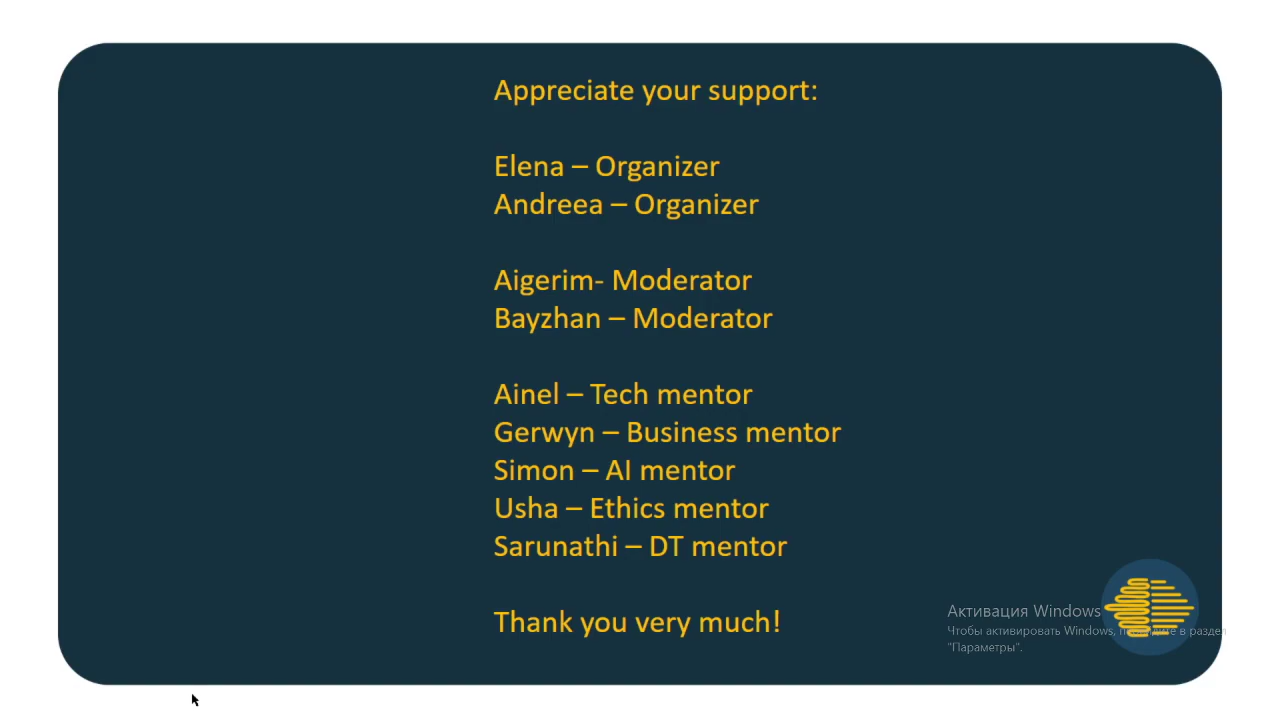 Appreciate your support:
Elena – Organizer
Andreea – Organizer
Aigerim- Moderator
Bayzhan – Moderator
Ainel – Tech mentor
Gerwyn – Business mentor
Simon – AI mentor
Usha – Ethics mentor
Sarunathi – DT mentor
Thank you very much!
Активация Windows
Чтобы активировать Windows, в раздел
"Параметры".